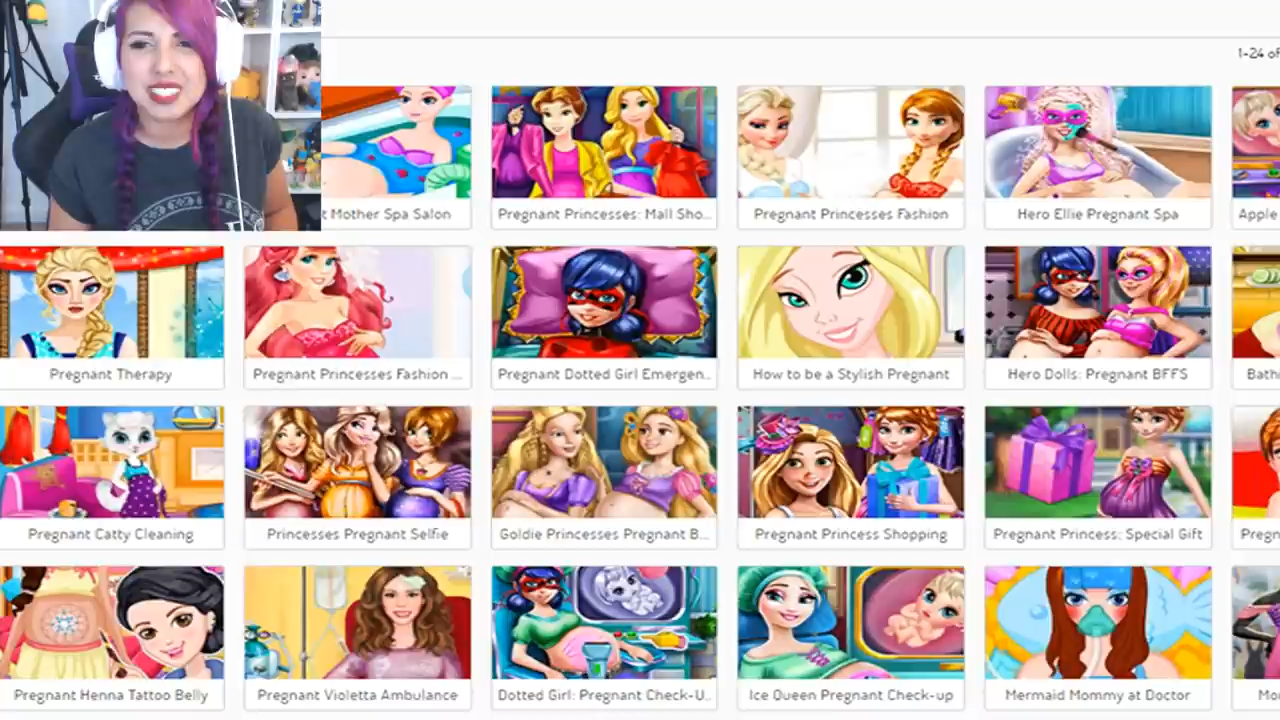 1-24 of
t Mother Spa Salon
Pregnant Princesses: Mall Sho...
Pregnant Princesses Fashion
Hero Ellie Pregnant Spa
Apple
Pregnant Therapy
Pregnant Princesses Fashion ...
Pregnant Dotted Girl Emergen...
How to be a Stylish Pregnant
Hero Dolls: Pregnant BFFS
Bath
Pregnant Catty Cleaning
Princesses Pregnant Selfie
Goldie Princesses Pregnant B...
Pregnant Princess Shopping
Pregnant Princess: Special Gift
Pregn
Pregnant Henna Tattoo Belly
Pregnant Violetta Ambulance
Dotted Girl: Pregnant Check-U...
Ice Queen Pregnant Check-up
Mermaid Mommy at Doctor
Mo